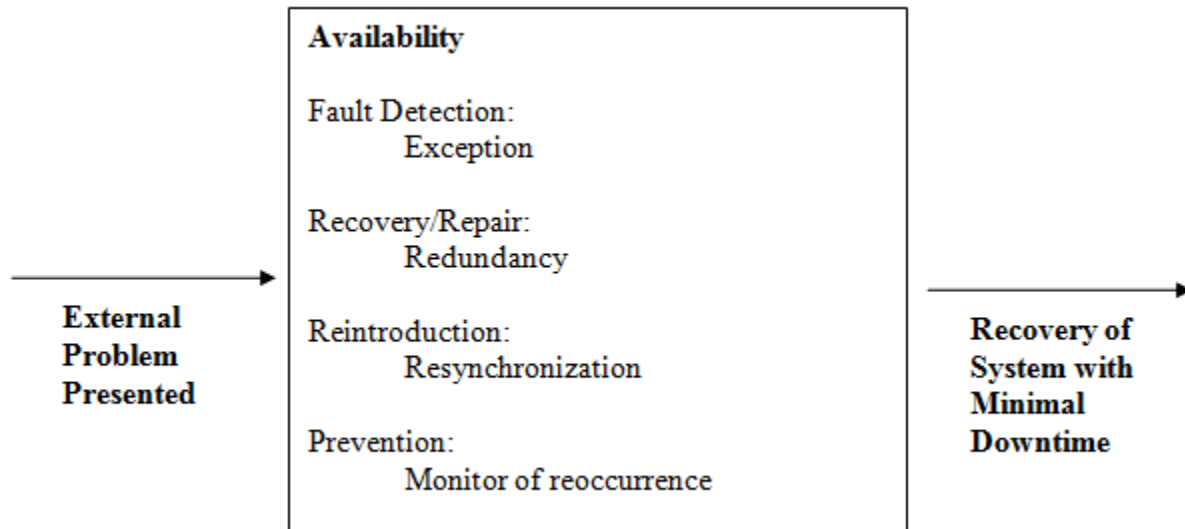 Availability
Fault Detection:
Exception
Recovery/Repair:
Redundancy
Reintroduction:
Resynchronization
Prevention:
Monitor of reoccurrence
External
Problem
Presented
Recovery of
System with
Minimal
Downtime